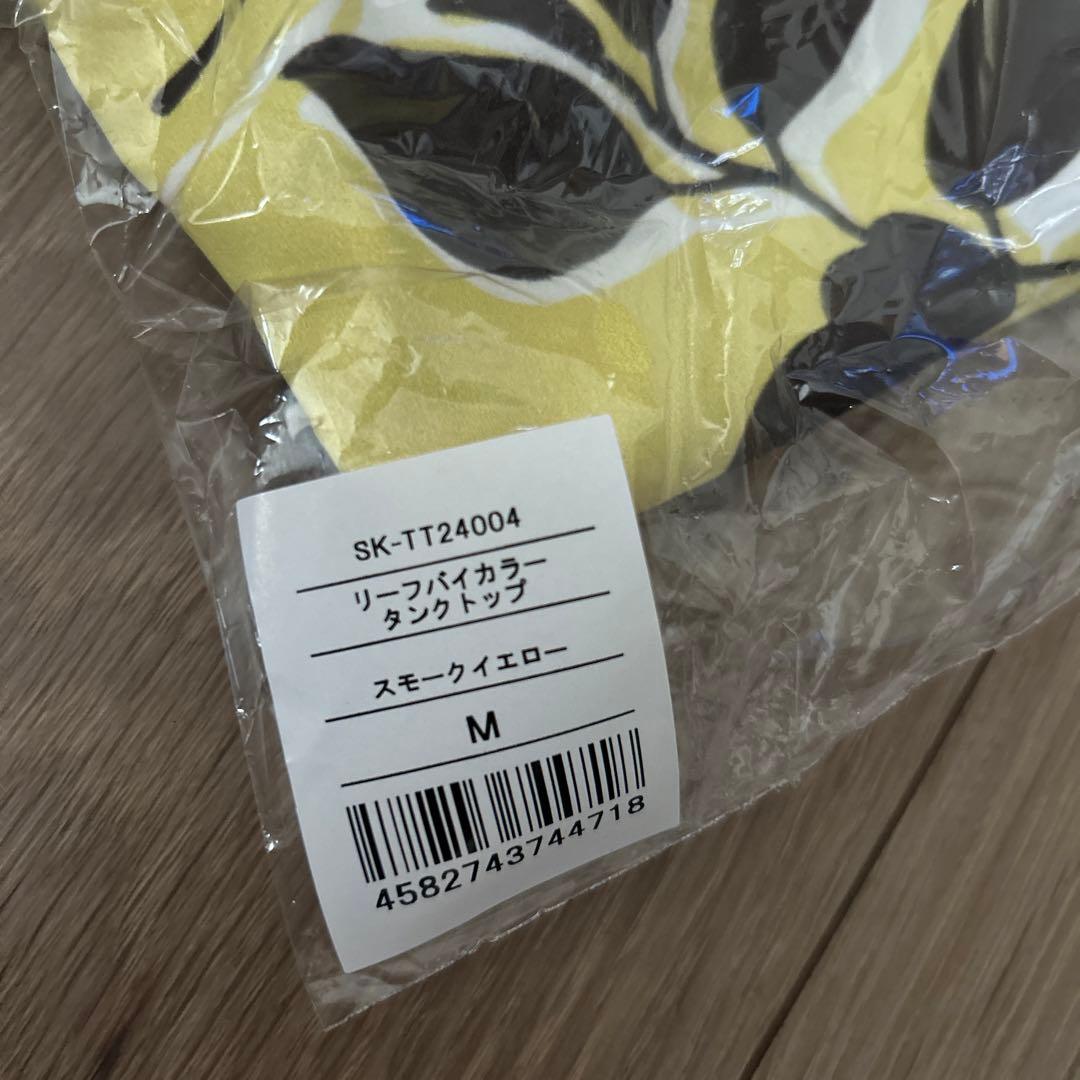 SK-TT24004
リーフバイカラー
タンクトップ
スモークイエロー
M
4582743744718